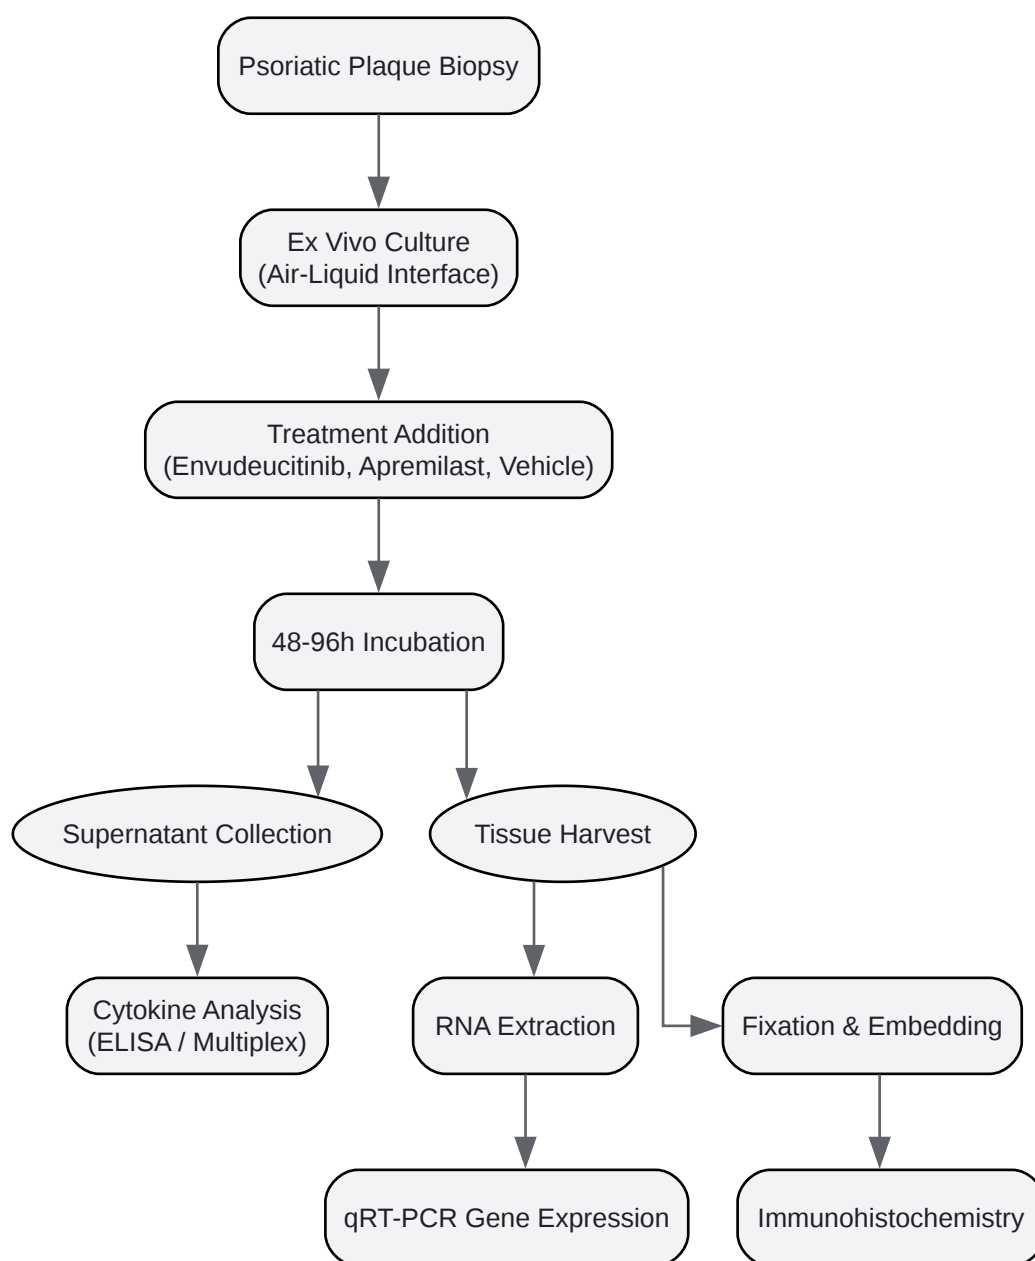 Psoriatic Plaque Biopsy
Ex Vivo Culture
(Air-Liquid Interface)
Treatment Addition
(Envudeucitinib, Apremilast, Vehicle)
48-96h Incubation
Supernatant Collection
Tissue Harvest
Cytokine Analysis
(ELISA / Multiplex)
RNA Extraction
Fixation & Embedding
qRT-PCR Gene Expression
Immunohistochemistry